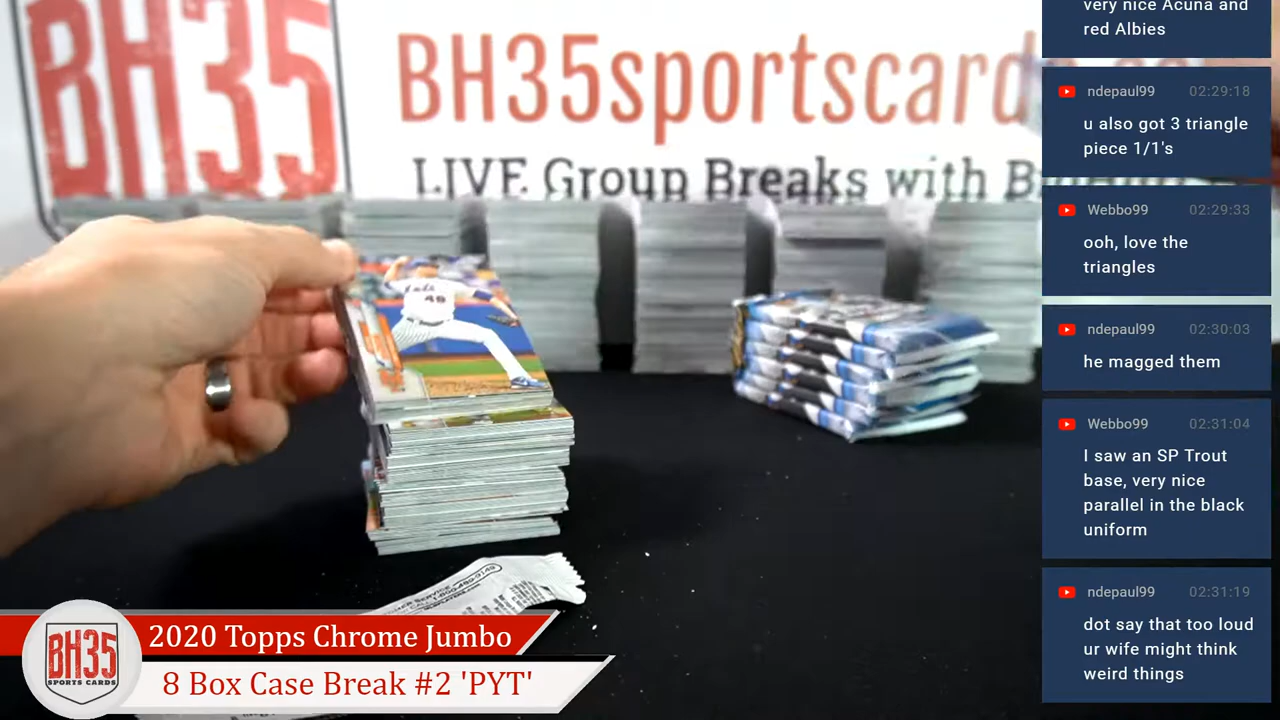 BH35
BH35sportscard
LIVE Group Breaks with B
48
very nice Acuna and
red Albies
ndepaul99 02:29:18
u also got 3 triangle
piece 1/1's
Webbo99 02:29:33
ooh, love the
triangles
ndepaul99 02:30:03
he magged them
Webbo99 02:31:04
I saw an SP Trout
base, very nice
parallel in the black
uniform
ndepaul99 02:31:19
dot say that too loud
ur wife might think
weird things
BH35
SPORTS CARDS
2020 Topps Chrome Jumbo
8 Box Case Break #2 'PYT'